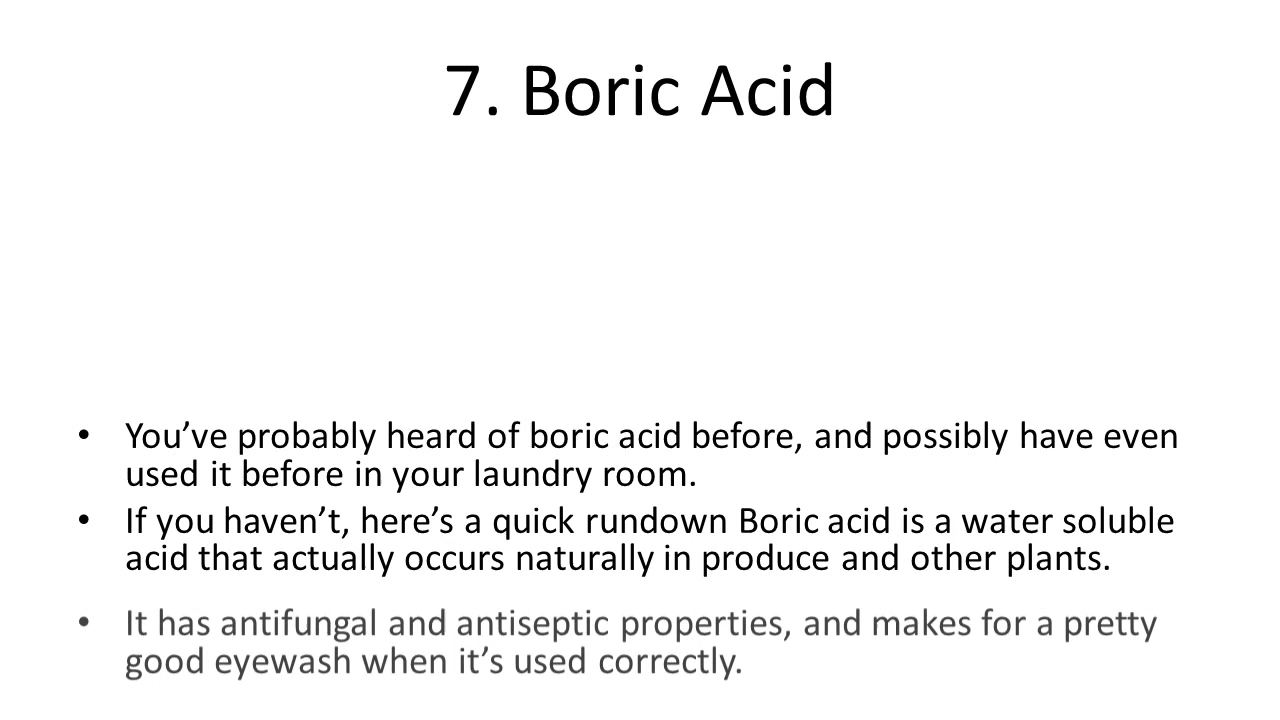 7. Boric Acid
• You’ve probably heard of boric acid before, and possibly have even
used it before in your laundry room.
• If you haven’t, here’s a quick rundown Boric acid is a water soluble
acid that actually occurs naturally in produce and other plants.
• It has antifungal and antiseptic properties, and makes for a pretty
good eyewash when it’s used correctly.